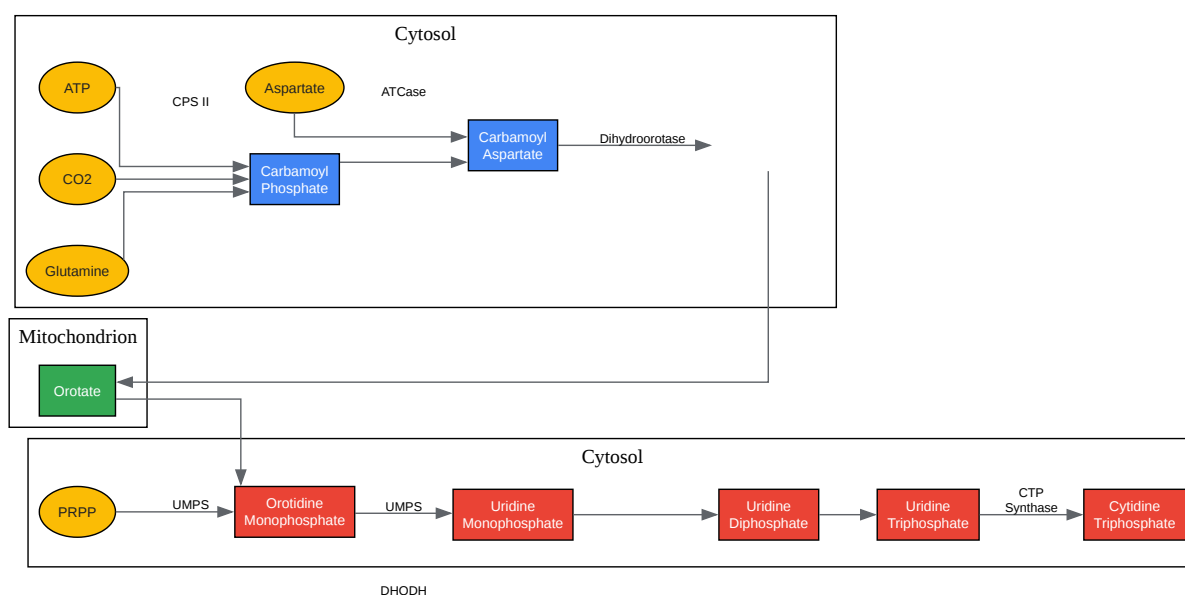 Cytosol
ATP
CPS II
Aspartate
ATCase
Carbamoyl
Aspartate
Dihydroorotase
CO2
Carbamoyl
Phosphate
Glutamine
Mitochondrion
Orotate
Cytosol
PRPP
UMPS
Orotidine
Monophosphate
UMPS
Uridine
Monophosphate
Uridine
Diphosphate
Uridine
Triphosphate
CTP
Synthase
Cytidine
Triphosphate
DHODH